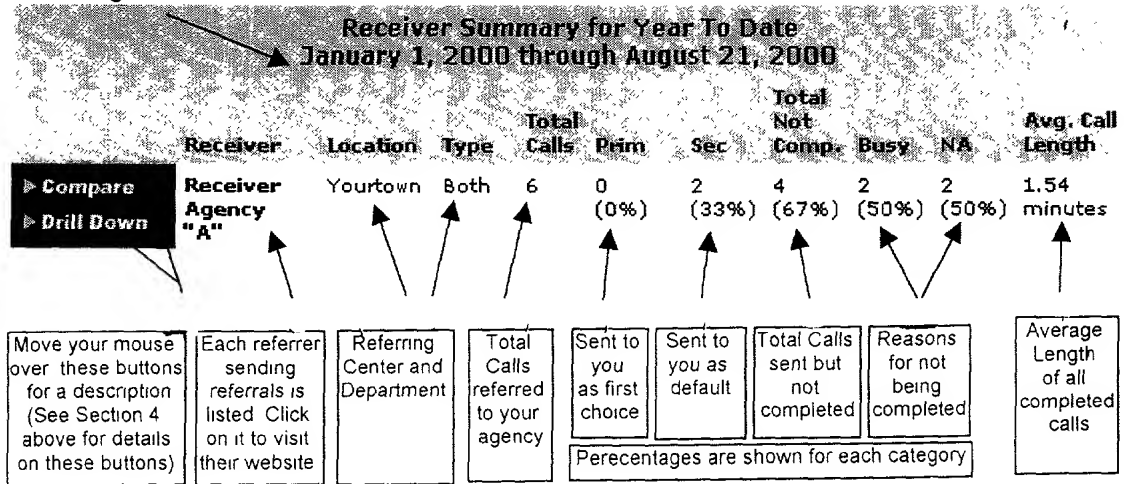 Receiver Summary for Year To Date
January 1, 2000 through August 21, 2000
Receiver Location Type Total Calls Prim Sec Total Not Comp. Busy NA Avg. Call Length
Compare
Drill Down
Receiver Agency "A" Yourtown Both 6 0 (0%) 2 (33%) 4 (67%) 2 (50%) 2 (50%) 1.54 minutes
Move your mouse
over these buttons
for a description
(See Section 4
above for details
on these buttons)
Each referrer
sending
referrals is
listed Click
on it to visit
their website
Referring
Center and
Department
Total
Calls
referred
to your
agency
Sent to
you
as first
choice
Sent to
you as
default
Total Calls
sent but
not
completed
Reasons
for not
being
completed
Average
Length
of all
completed
calls
Perecentages are shown for each category